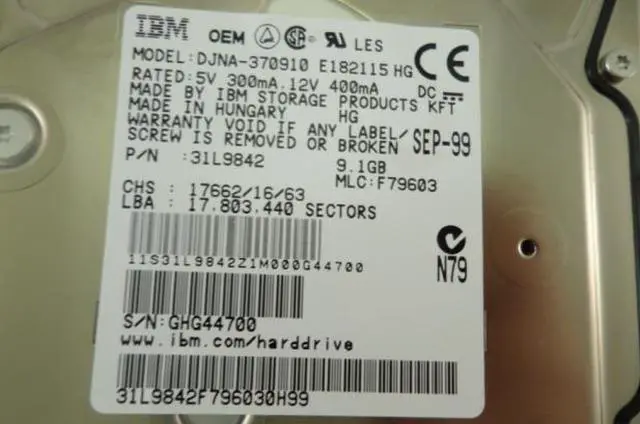 IBM OEM LES
MODEL: DJNA-370910 E182115 HG
RATED: 5V 300mA. 12V 400mA DC
MADE BY IBM STORAGE PRODUCTS KFT
MADE IN HUNGARY HG
WARRANTY VOID IF ANY LABEL/
SCREW IS REMOVED OR BROKEN SEP-99
P/N : 31L9842 9.1GB
MLC: F79603
CHS : 17662/16/63
LBA : 17.803.440 SECTORS
11S31L9842Z1M000G44700
N79
S/N: GHG44700
www.ibm.com/harddrive
31L9842F796030H99